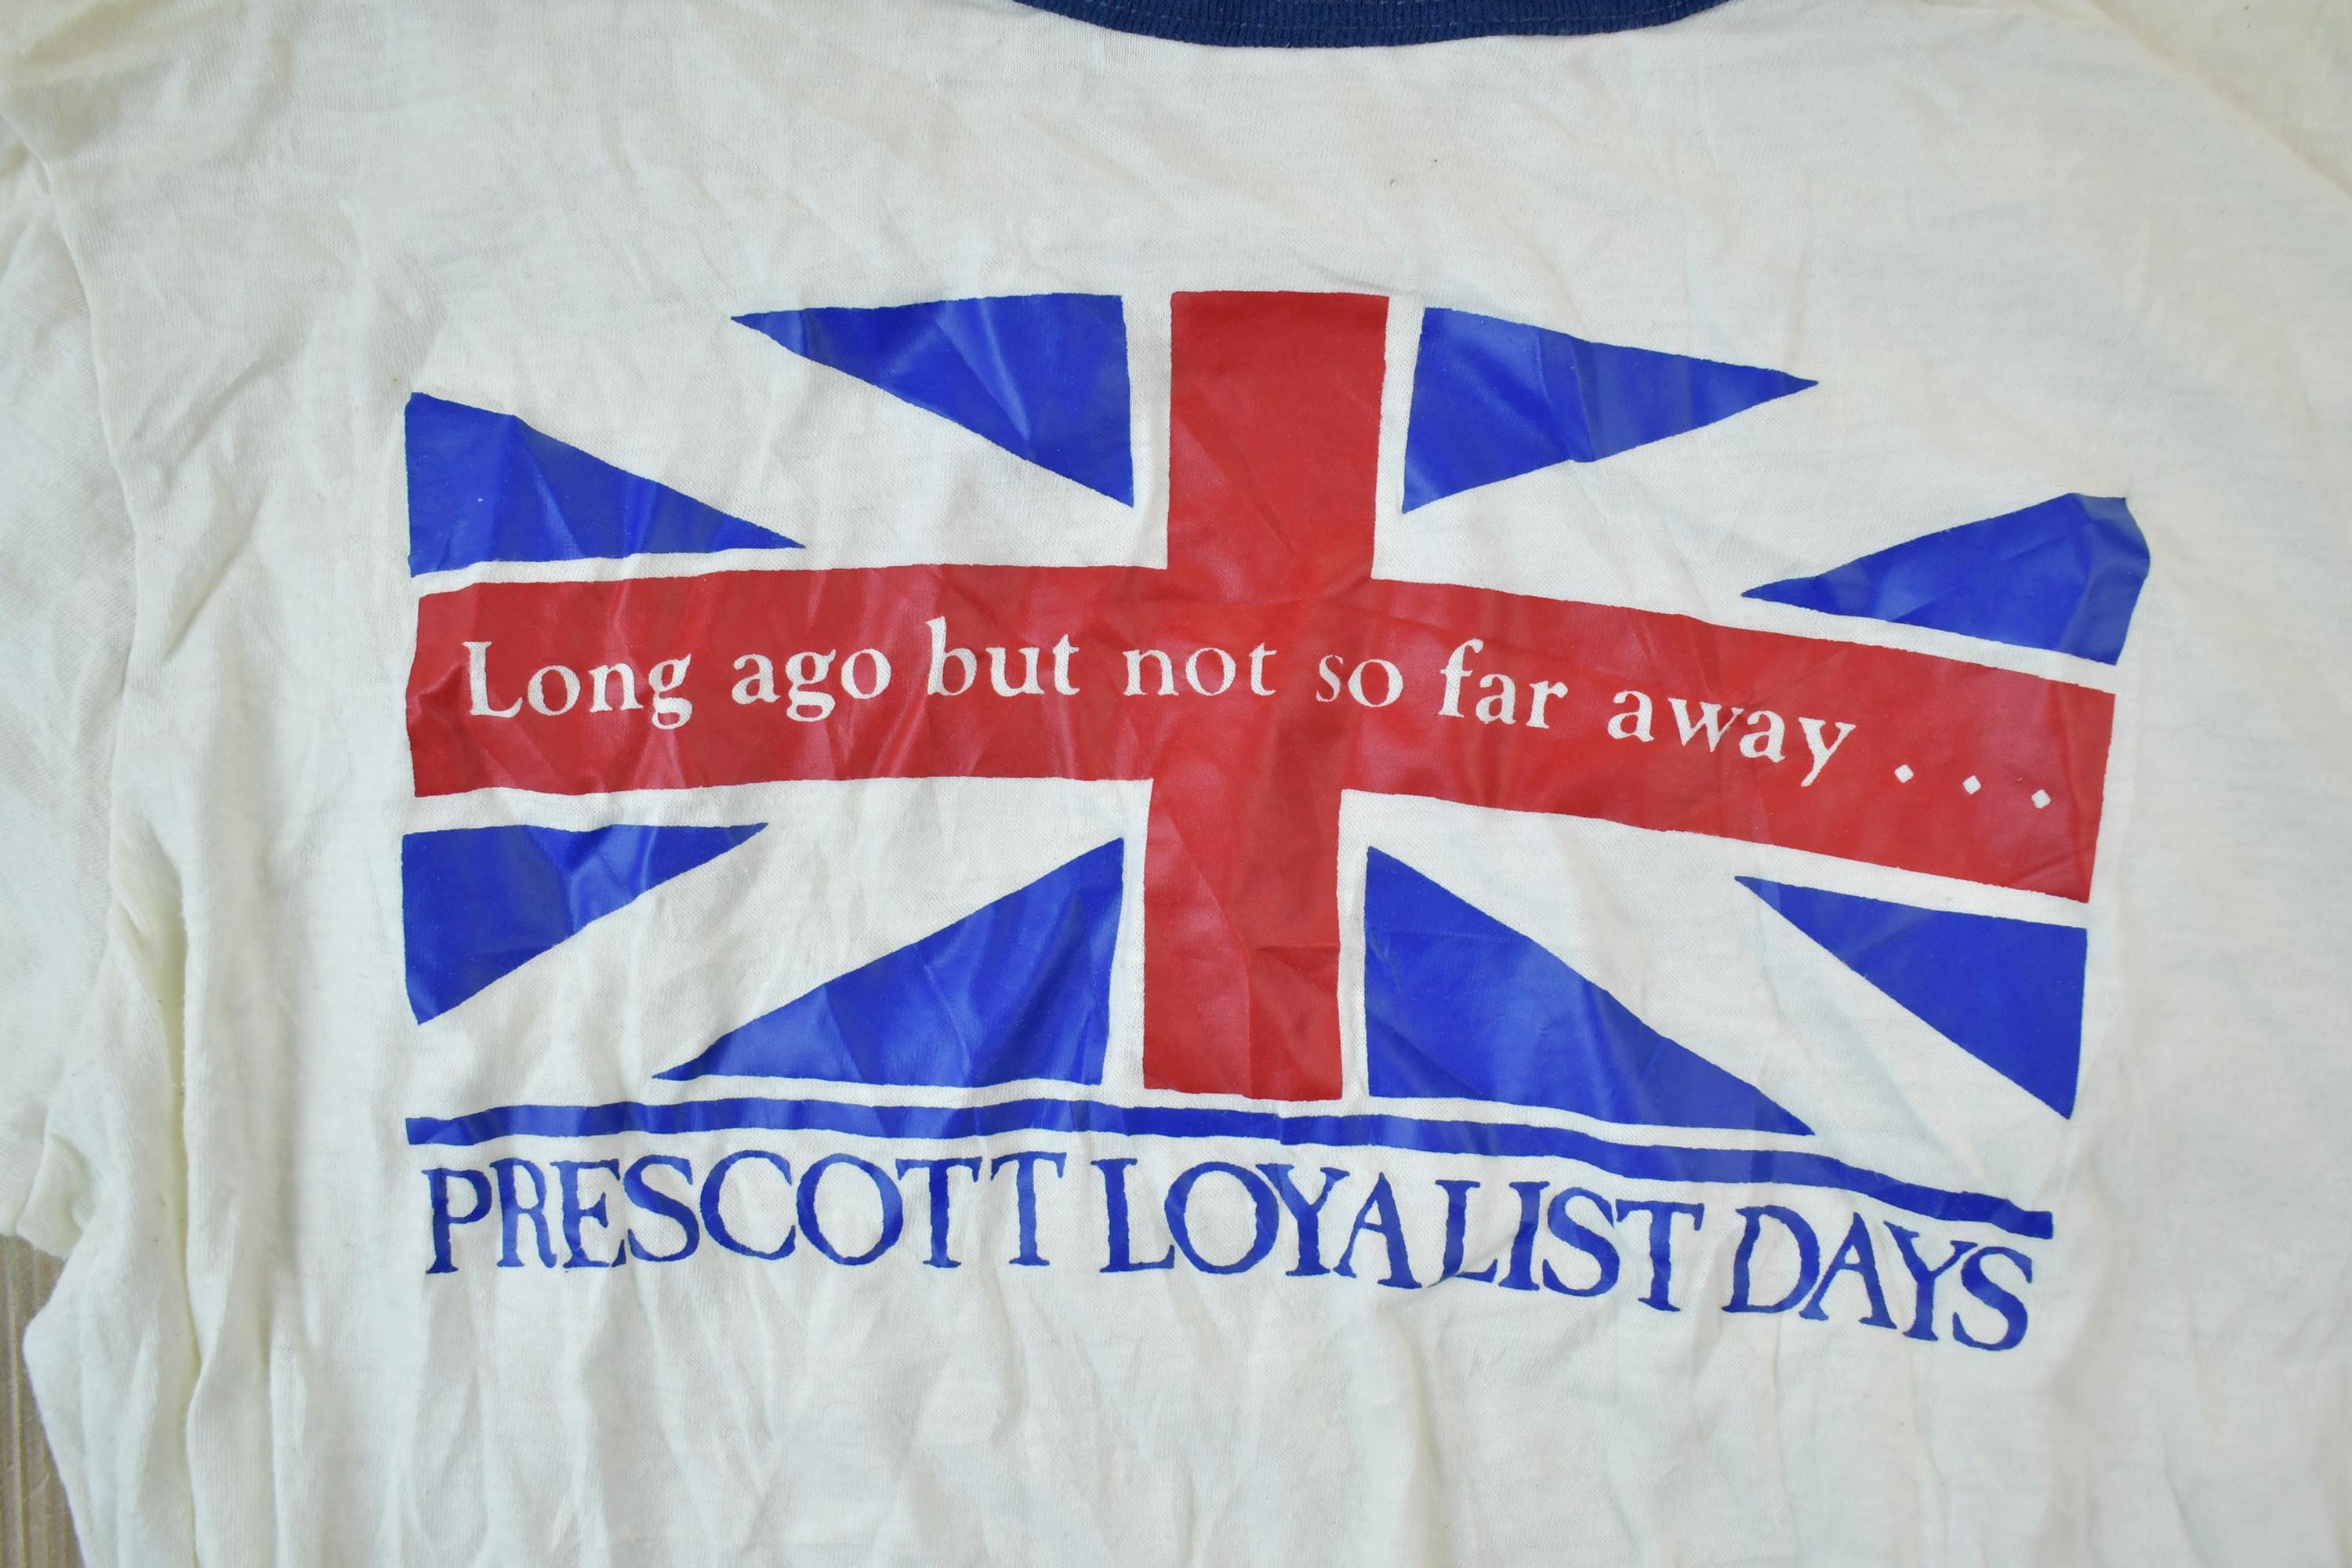 Long ago but not so far away . . .
PRESCOTT LOYALIST DAYS